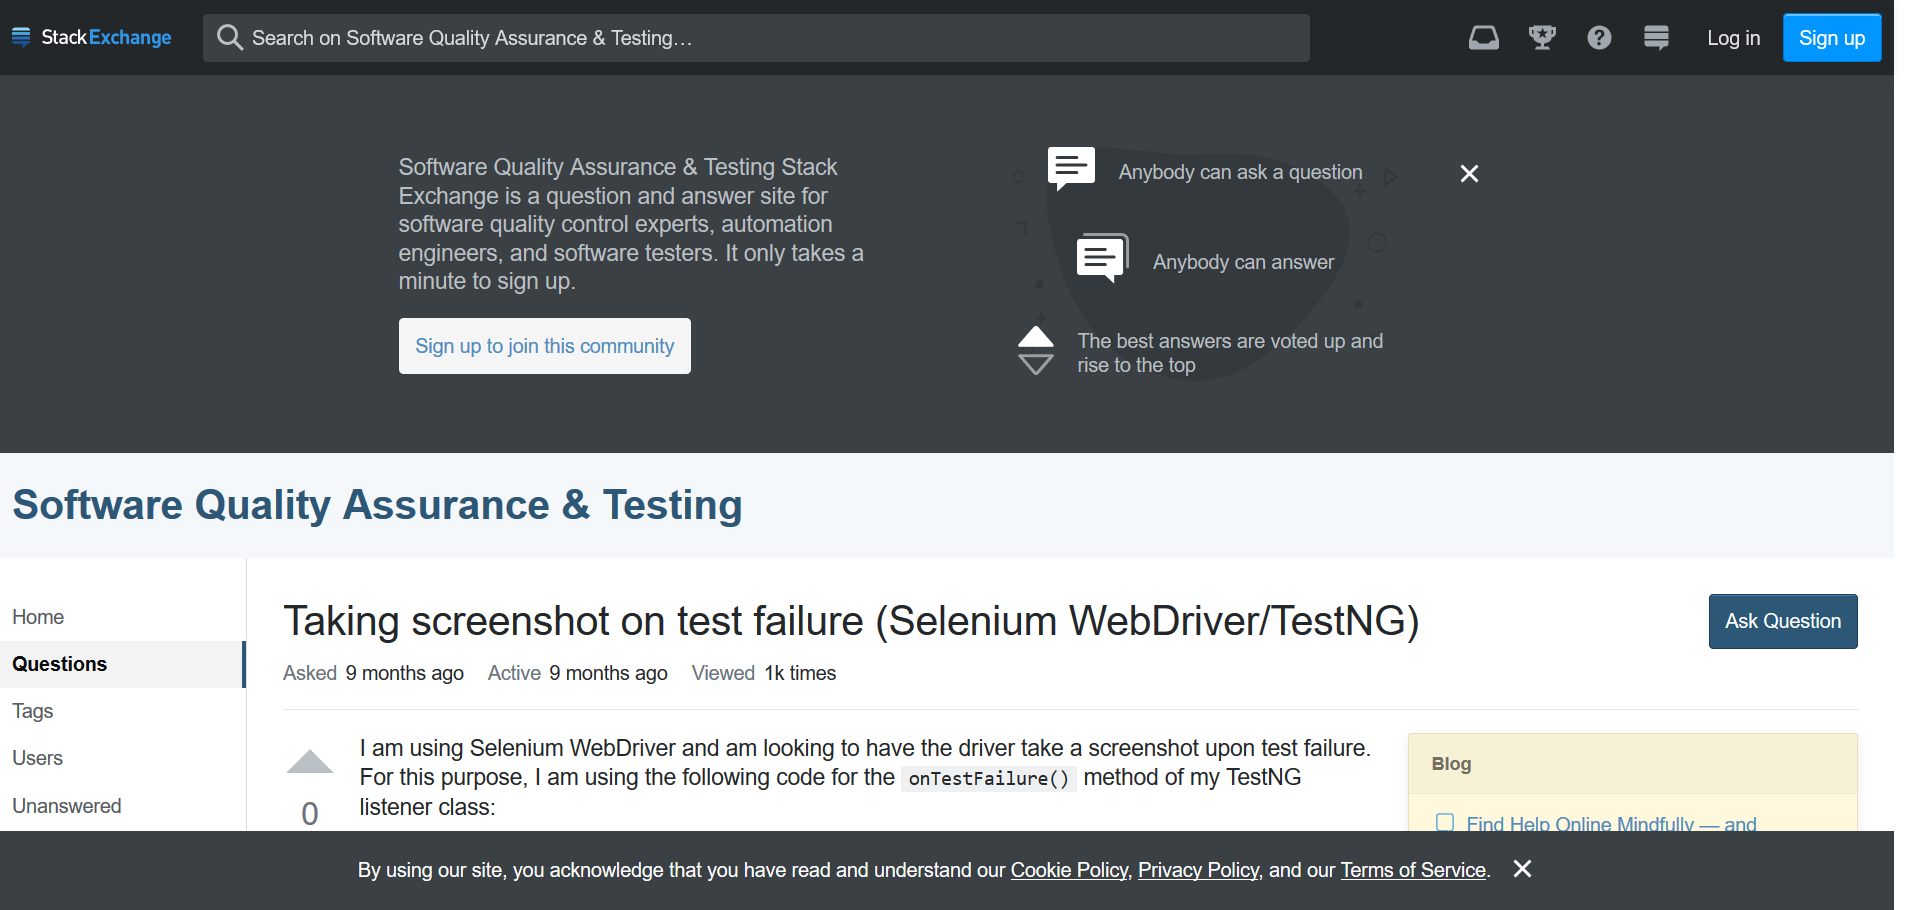 StackExchange
Search on Software Quality Assurance & Testing…
Log in
Sign up
Software Quality Assurance & Testing Stack
Exchange is a question and answer site for
software quality control experts, automation
engineers, and software testers. It only takes a
minute to sign up.
Sign up to join this community
Anybody can ask a question
Anybody can answer
The best answers are voted up and
rise to the top
Software Quality Assurance & Testing
Home
Questions
Tags
Users
Unanswered
Taking screenshot on test failure (Selenium WebDriver/TestNG)
Ask Question
Asked 9 months ago Active 9 months ago Viewed 1k times
0
I am using Selenium WebDriver and am looking to have the driver take a screenshot upon test failure.
For this purpose, I am using the following code for the onTestFailure() method of my TestNG
listener class:
Blog
Find Help Online Mindfully — and
By using our site, you acknowledge that you have read and understand our Cookie Policy, Privacy Policy, and our Terms of Service.